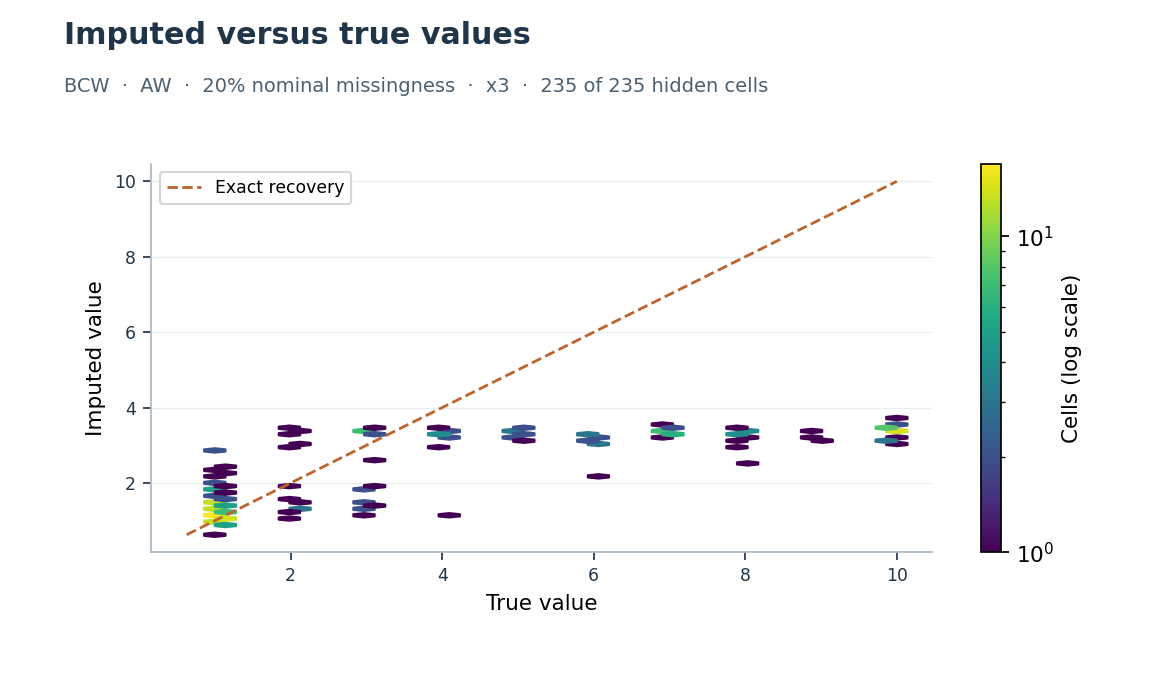 Imputed versus true values
BCW · AW · 20% nominal missingness · x3 · 235 of 235 hidden cells
Exact recovery
10
8
6
4
2
Imputed value
2
4
6
8
10
True value
10¹
10⁰
Cells (log scale)